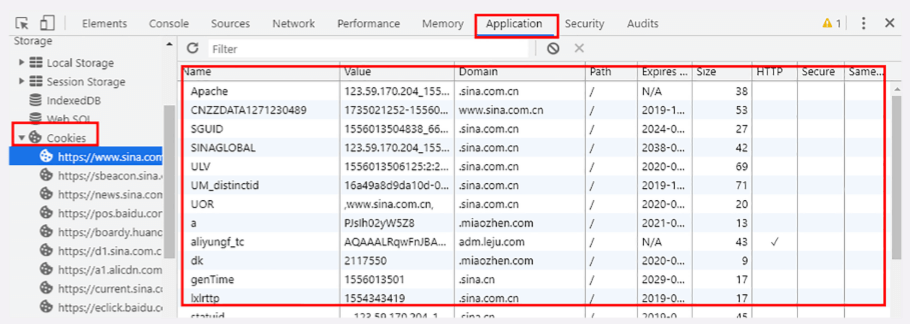 Elements Console Sources Network Performance Memory Application Security Audits 1
Storage
Filter
Local Storage
Session Storage
IndexedDB
Web SQL
Cookies
https://www.sina.com
https://sbeacon.sina.
https://news.sina.com
https://pos.baidu.con
https://boardy.huanc
https://d1.sina.com.c
https://a1.alicdn.com
https://current.sina.c
https://eclick.baidu.c
Name Value Domain Path Expires ... Size HTTP Secure Same...
Apache 123.59.170.204_155... .sina.com.cn / N/A 38
CNZZDATA1271230489 1735021252-15560... www.sina.com.cn / 2019-1... 53
SGUID 1556013504838_66... .sina.com.cn / 2024-0... 27
SINAGLOBAL 123.59.170.204_155... .sina.com.cn / 2038-0... 42
ULV 1556013506125:2:2... .sina.com.cn / 2020-0... 69
UM_distinctid 16a49a8d9da10d-0... .sina.com.cn / 2019-1... 71
UOR ,www.sina.com.cn, .sina.com.cn / 2020-0... 20
a PJsIh02yW5Z8 .miaozhen.com / 2021-0... 13
aliyungf_tc AQAAALRqwFnJBA... adm.leju.com / N/A 43 ✓
dk 2117550 .miaozhen.com / 2020-0... 9
genTime 1556013501 .sina.cn / 2029-0... 17
lxlrttp 1554343419 .sina.com.cn / 2019-0... 17
statuid 123.59.170.204_1 .sina.cn / 2019-0 45